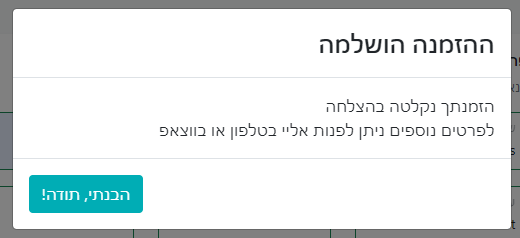 ההזמנה הושלמה
הזמנתך נקלטה בהצלחה
לפרטים נוספים ניתן לפנות אליי בטלפון או בווצאפ
הבנתי, תודה!